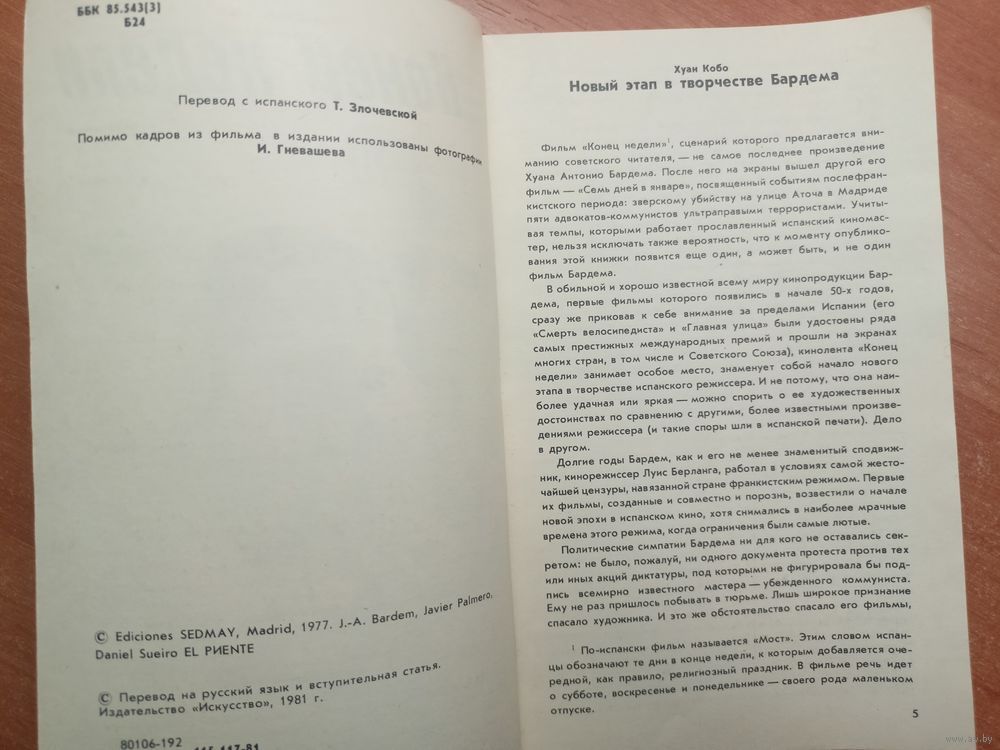 ББК 85.543(3)
Б24
Перевод с испанского Т. Злочевской
Помимо кадров из фильма в издании использованы фотографии
И. Гневашева
© Ediciones SEDMAY, Madrid, 1977. J.-A. Bardem, Javier Palmero,
Daniel Sueiro EL PИENTE
© Перевод на русский язык и вступительная статья.
Издательство «Искусство», 1981 г.
80106-192
117-81
Хуан Кобо
Новый этап в творчестве Бардема
Фильм «Конец недели»¹, сценарий которого предлагается вни-
манию советского читателя, — не самое последнее произведение
Хуана Антонио Бардема. После него на экраны вышел другой его
фильм — «Семь дней в январе», посвященный событиям послефран-
кистского периода: зверскому убийству на улице Аточа в Мадриде
пяти адвокатов-коммунистов ультраправыми террористами. Учиты-
вая темпы, которыми работает прославленный испанский киномас-
тер, нельзя исключать также вероятность, что к моменту опублико-
вания этой книжки появится еще один, а может быть, и не один
фильм Бардема.
В обильной и хорошо известной всему миру кинопродукции Бар-
дема, первые фильмы которого появились в начале 50-х годов,
сразу же приковав к себе внимание за пределами Испании (его
«Смерть велосипедиста» и «Главная улица» были удостоены ряда
самых престижных международных премий и прошли на экранах
многих стран, в том числе и Советского Союза), кинолента «Конец
недели» занимает особое место, знаменует собой начало нового
этапа в творчестве испанского режиссера. И не потому, что она наи-
более удачная или яркая — можно спорить о ее художественных
достоинствах по сравнению с другими, более известными произве-
дениями режиссера (и такие споры шли в испанской печати). Дело
в другом.
Долгие годы Бардем, как и его не менее знаменитый сподвиж-
ник, кинорежиссер Луис Берланга, работал в условиях самой жесто-
чайшей цензуры, навязанной стране франкистским режимом. Первые
их фильмы, созданные и совместно и порознь, возвестили о начале
новой эпохи в испанском кино, хотя снимались в наиболее мрачные
времена этого режима, когда ограничения были самые лютые.
Политические симпатии Бардема ни для кого не оставались сек-
ретом: не было, пожалуй, ни одного документа протеста против тех
или иных акций диктатуры, под которыми не фигурировала бы под-
пись всемирно известного мастера — убежденного коммуниста.
Ему не раз пришлось побывать в тюрьме. Лишь широкое признание
спасало художника. И это же обстоятельство спасало его фильмы,
¹ По-испански фильм называется «Мост». Этим словом испан-
цы обозначают те дни в конце недели, к которым добавляется оче-
редной, как правило, религиозный праздник. В фильме речь идет
о субботе, воскресенье и понедельнике — своего рода маленьком
отпуске.
5
www.ay.by